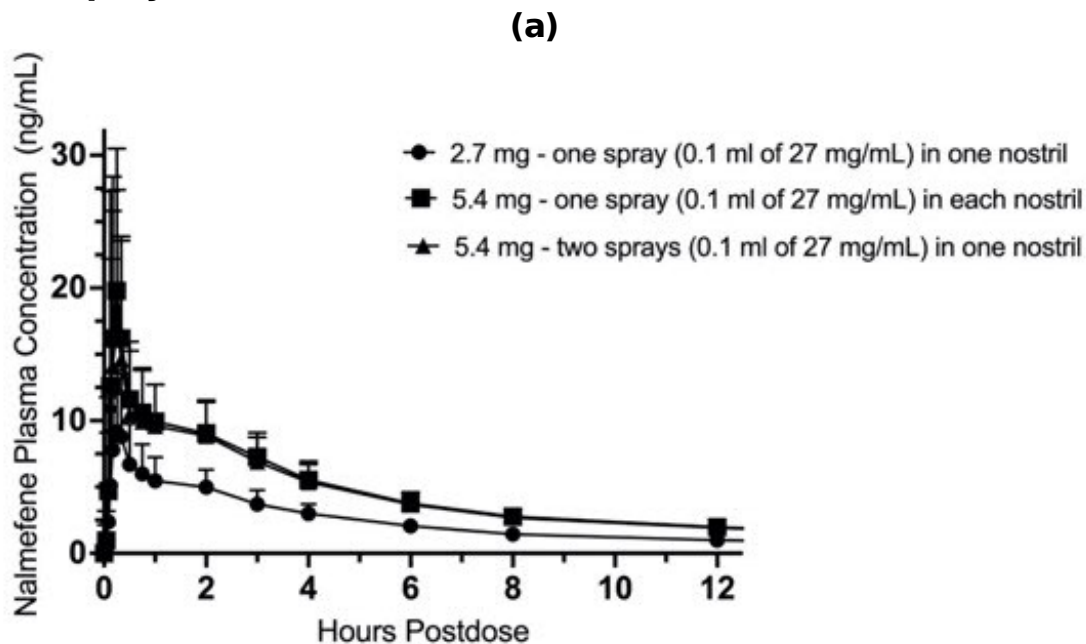 (a)
Nalmefene Plasma Concentration (ng/mL)
30
20
10
0
2.7 mg - one spray (0.1 ml of 27 mg/mL) in one nostril
5.4 mg - one spray (0.1 ml of 27 mg/mL) in each nostril
5.4 mg - two sprays (0.1 ml of 27 mg/mL) in one nostril
0 2 4 6 8 10 12
Hours Postdose